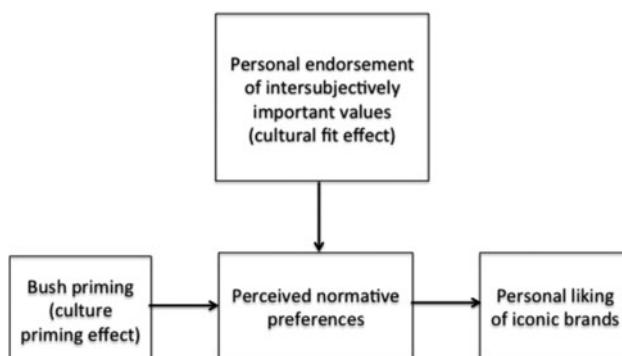 Personal endorsement
of intersubjectively
important values
(cultural fit effect)
Bush priming
(culture
priming effect)
Perceived normative
preferences
Personal liking
of iconic brands